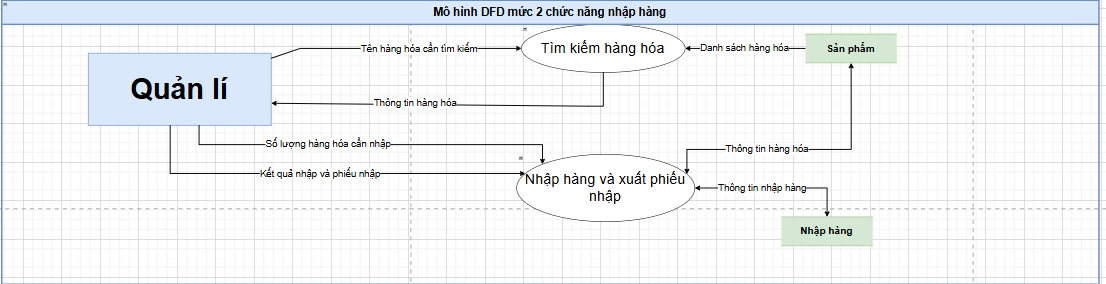 Mô hình DFD mức 2 chức năng nhập hàng
Tên hàng hóa cần tìm kiếm
Tìm kiếm hàng hóa
Danh sách hàng hóa
Sản phẩm
Quản lí
Thông tin hàng hóa
Số lượng hàng hóa cần nhập
Thông tin hàng hóa
Kết quả nhập và phiếu nhập
Nhập hàng và xuất phiếu
nhập
Thông tin nhập hàng
Nhập hàng